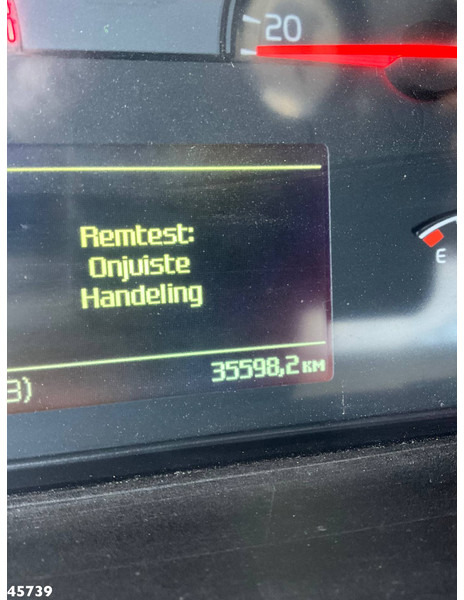 20
Remtest:
Onjuiste
Handeling
E
3)
35598,2 KM
45739